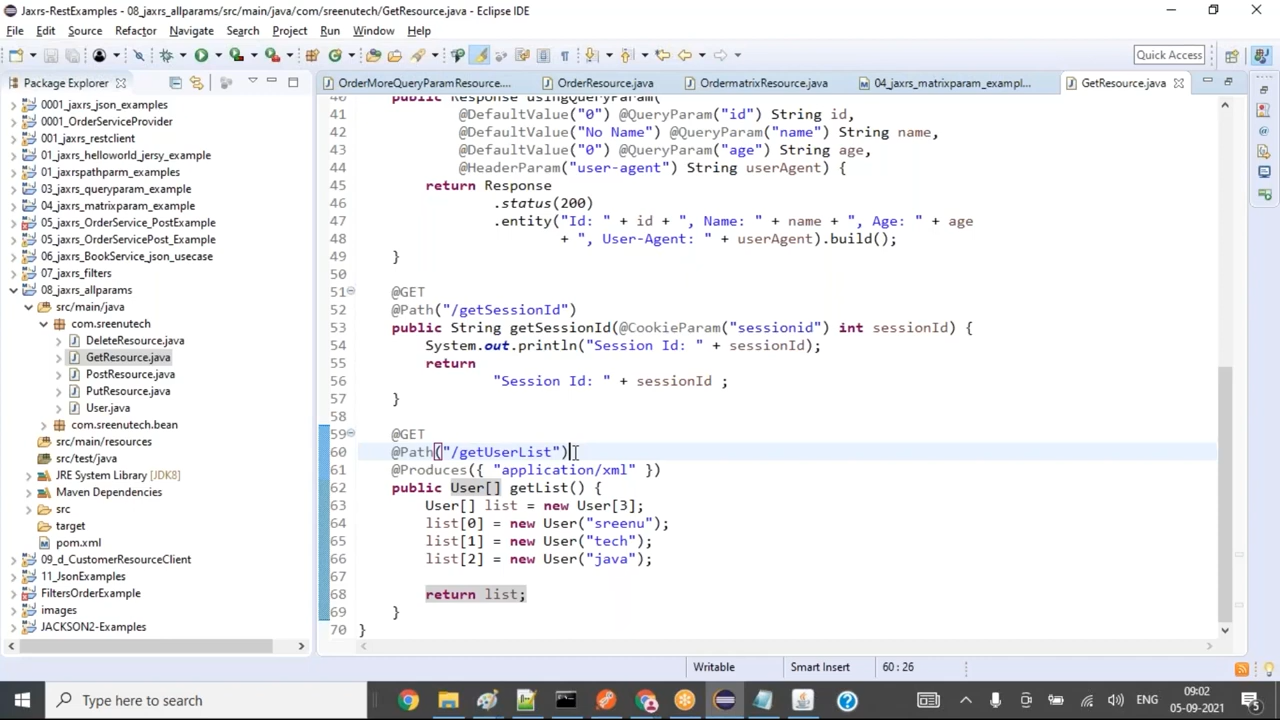 Jaxrs-RestExamples - 08_jaxrs_allparams/src/main/java/com/sreenutech/GetResource.java - Eclipse IDE
File Edit Source Refactor Navigate Search Project Run Window Help
Quick Access
Package Explorer
OrderMoreQueryParamResource.... OrderResource.java OrdermatrixResource.java 04_jaxrs_matrixparam_exampl... GetResource.java
0001_jaxrs_json_examples
0001_OrderServiceProvider
001_jaxrs_restclient
01_jaxrs_helloworld_jersy_example
01_jaxrspathparm_examples
03_jaxrs_queryparam_example
04_jaxrs_matrixparam_example
05_jaxrs_OrderService_PostExample
05_jaxrs_OrderServicePost_Example
06_jaxrs_BookService_json_usecase
07_jaxrs_filters
08_jaxrs_allparams
src/main/java
com.sreenutech
DeleteResource.java
GetResource.java
PostResource.java
PutResource.java
User.java
com.sreenutech.bean
src/main/resources
src/test/java
JRE System Library [JDK8]
Maven Dependencies
src
target
pom.xml
09_d_CustomerResourceClient
11_JsonExamples
FiltersOrderExample
images
JACKSON2-Examples
40 public Response usingQueryParam(
41 @DefaultValue("0") @QueryParam("id") String id,
42 @DefaultValue("No Name") @QueryParam("name") String name,
43 @DefaultValue("0") @QueryParam("age") String age,
44 @HeaderParam("user-agent") String userAgent) {
45 return Response
46 .status(200)
47 .entity("Id: " + id + ", Name: " + name + ", Age: " + age
48 + ", User-Agent: " + userAgent).build();
49 }
50
51 @GET
52 @Path("/getSessionId")
53 public String getSessionId(@CookieParam("sessionid") int sessionId) {
54 System.out.println("Session Id: " + sessionId);
55 return
56 "Session Id: " + sessionId ;
57 }
58
59 @GET
60 @Path("/getUserList")
61 @Produces({ "application/xml" })
62 public User[] getList() {
63 User[] list = new User[3];
64 list[0] = new User("sreenu");
65 list[1] = new User("tech");
66 list[2] = new User("java");
67
68 return list;
69 }
70 }
Writable Smart Insert 60 : 26
Type here to search
ENG
09:02
05-09-2021
5